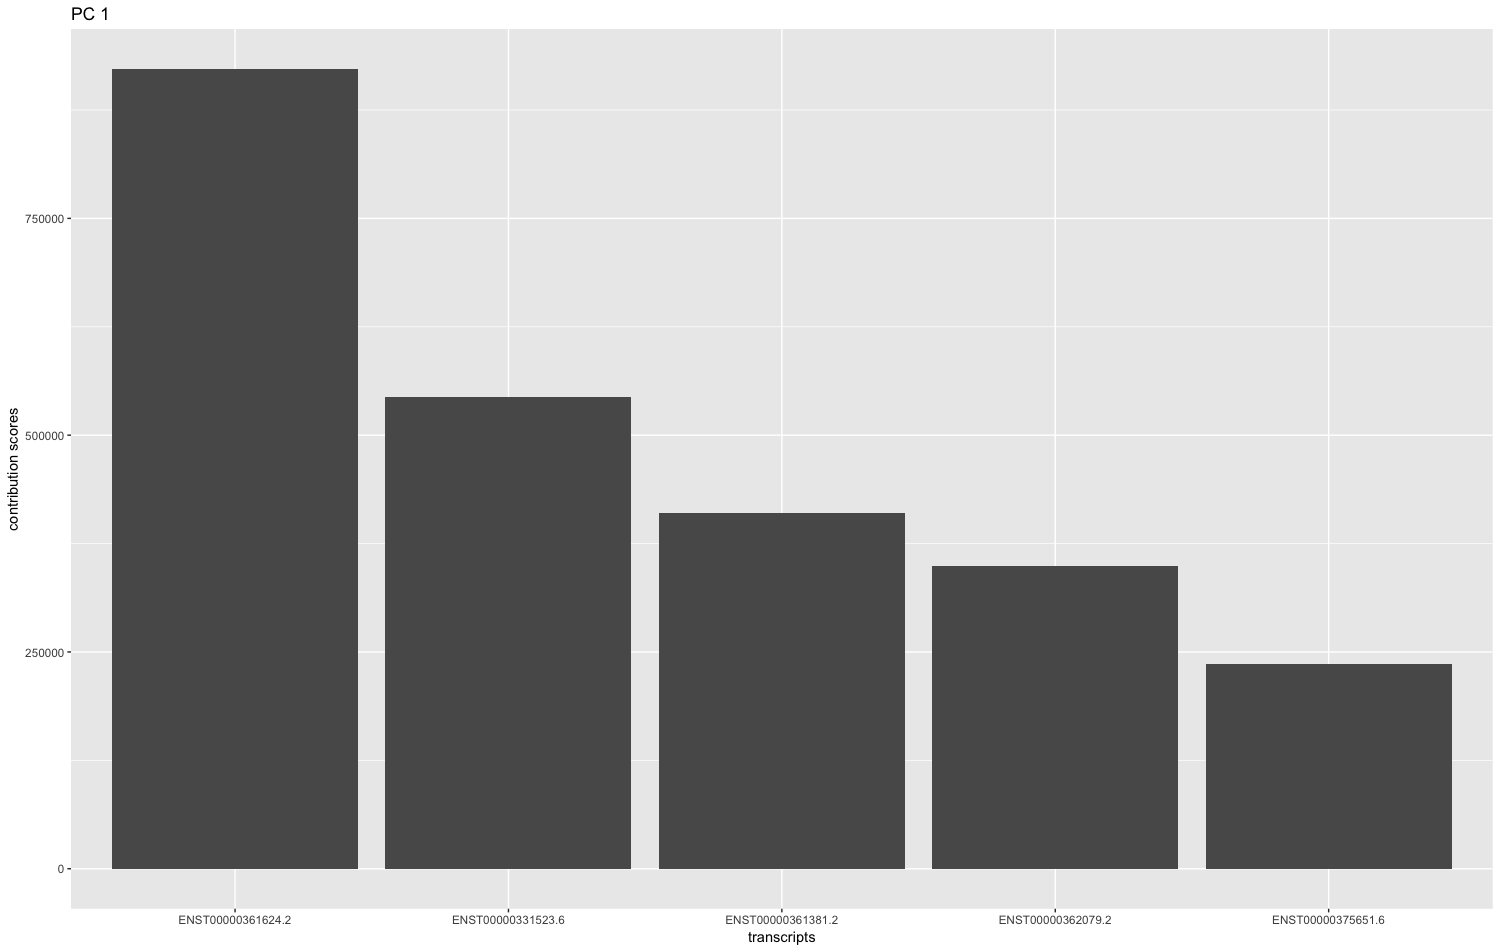 PC 1
contribution scores
750000
500000
250000
0
ENST00000361624.2
ENST00000331523.6
ENST00000361381.2
ENST00000362079.2
ENST00000375651.6
transcripts